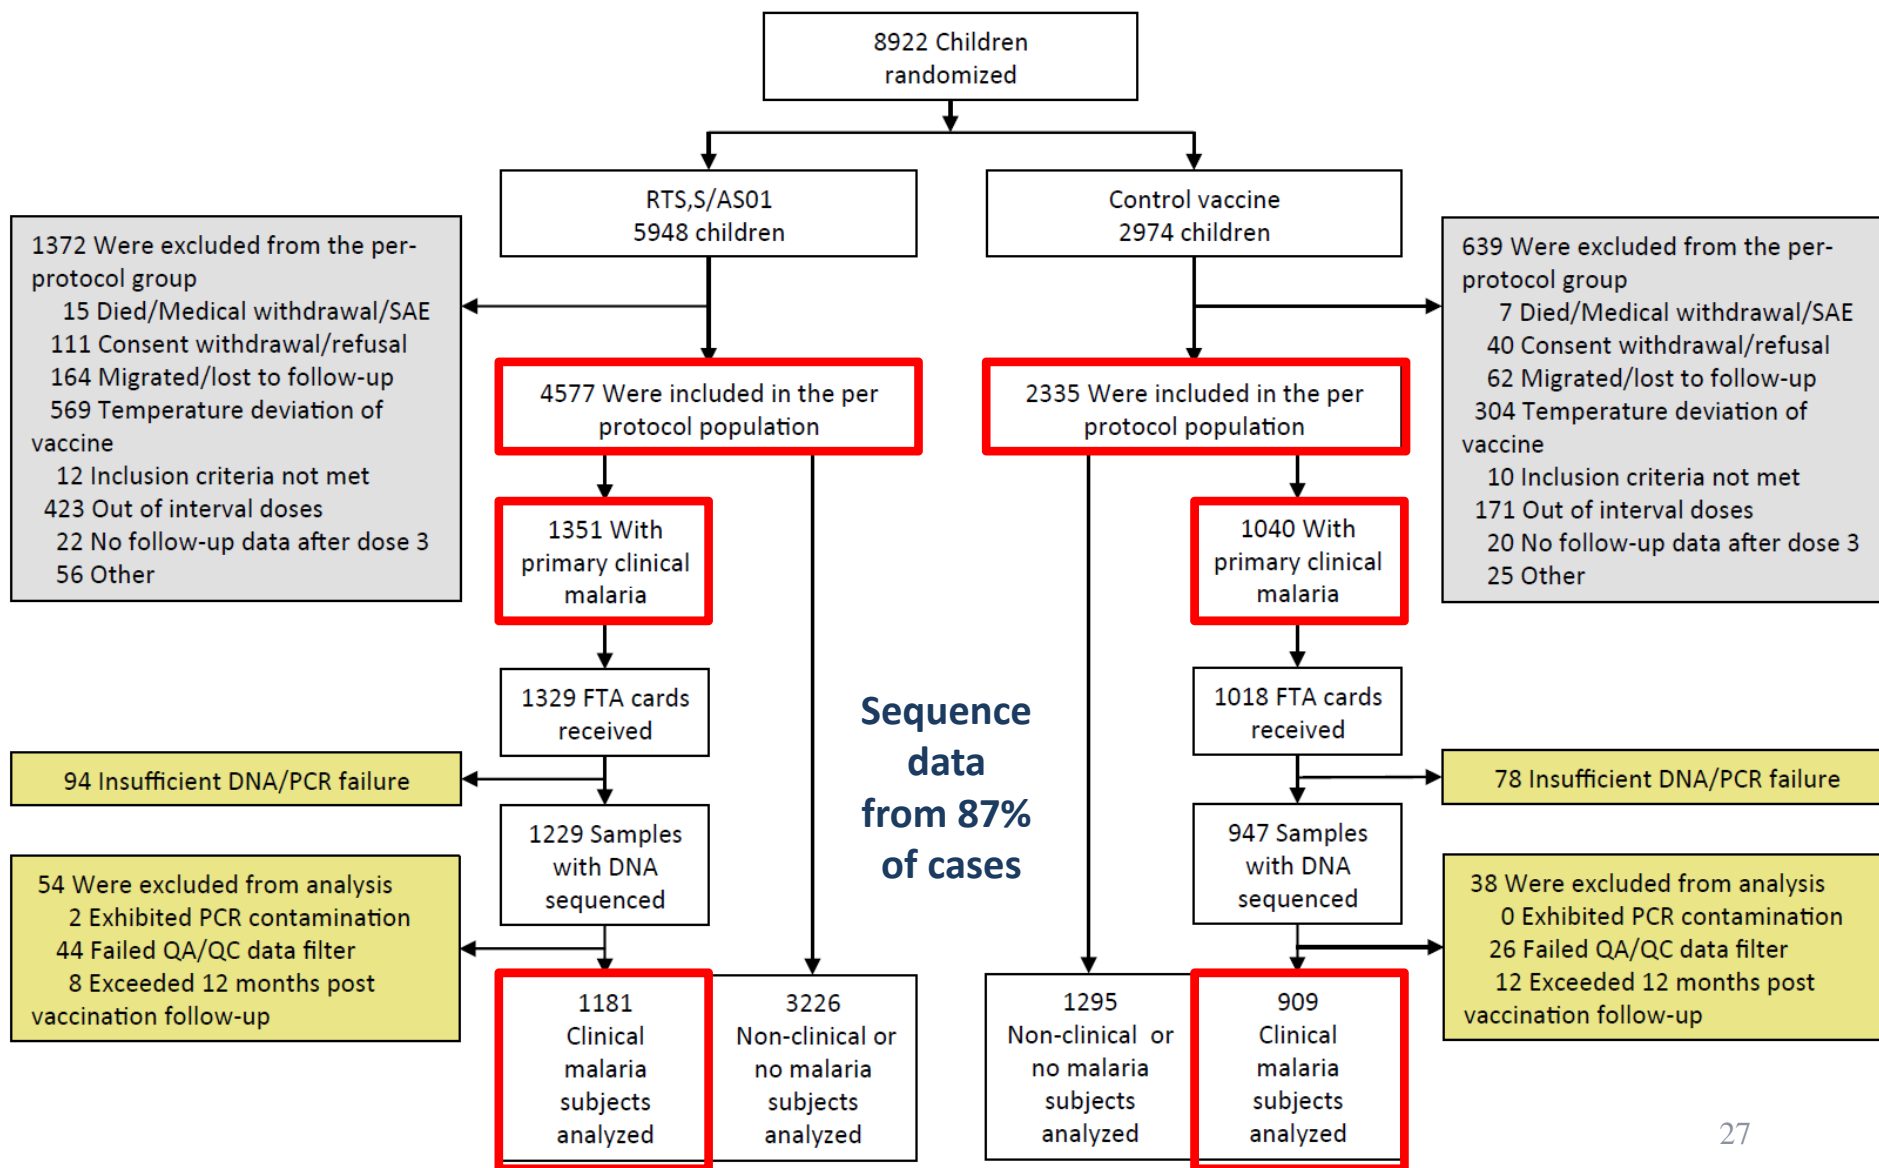 8922 Children
randomized
RTS,S/AS01
5948 children
Control vaccine
2974 children
1372 Were excluded from the per-
protocol group
15 Died/Medical withdrawal/SAE
111 Consent withdrawal/refusal
164 Migrated/lost to follow-up
569 Temperature deviation of
vaccine
12 Inclusion criteria not met
423 Out of interval doses
22 No follow-up data after dose 3
56 Other
639 Were excluded from the per-
protocol group
7 Died/Medical withdrawal/SAE
40 Consent withdrawal/refusal
62 Migrated/lost to follow-up
304 Temperature deviation of
vaccine
10 Inclusion criteria not met
171 Out of interval doses
20 No follow-up data after dose 3
25 Other
4577 Were included in the per
protocol population
2335 Were included in the per
protocol population
1351 With
primary clinical
malaria
1040 With
primary clinical
malaria
1329 FTA cards
received
Sequence
data
from 87%
of cases
1018 FTA cards
received
94 Insufficient DNA/PCR failure
78 Insufficient DNA/PCR failure
1229 Samples
with DNA
sequenced
947 Samples
with DNA
sequenced
54 Were excluded from analysis
2 Exhibited PCR contamination
44 Failed QA/QC data filter
8 Exceeded 12 months post
vaccination follow-up
38 Were excluded from analysis
0 Exhibited PCR contamination
26 Failed QA/QC data filter
12 Exceeded 12 months post
vaccination follow-up
1181
Clinical
malaria
subjects
analyzed
3226
Non-clinical or
no malaria
subjects
analyzed
1295
Non-clinical or
no malaria
subjects
analyzed
909
Clinical
malaria
subjects
analyzed
27